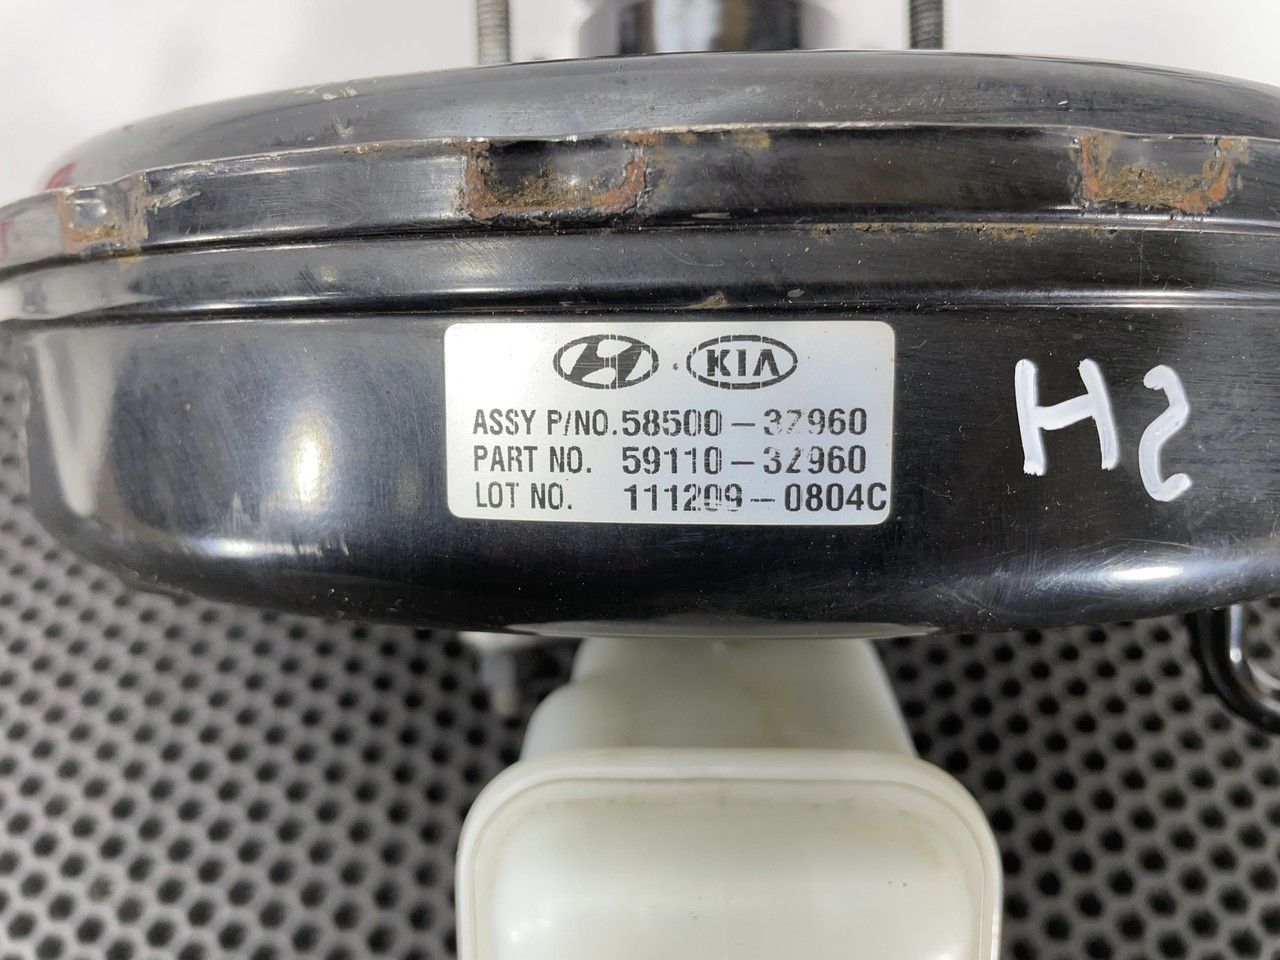 KIA
ASSY P/NO.58500-3Z960
PART NO. 59110-3Z960
LOT NO. 111209-0804C
H2